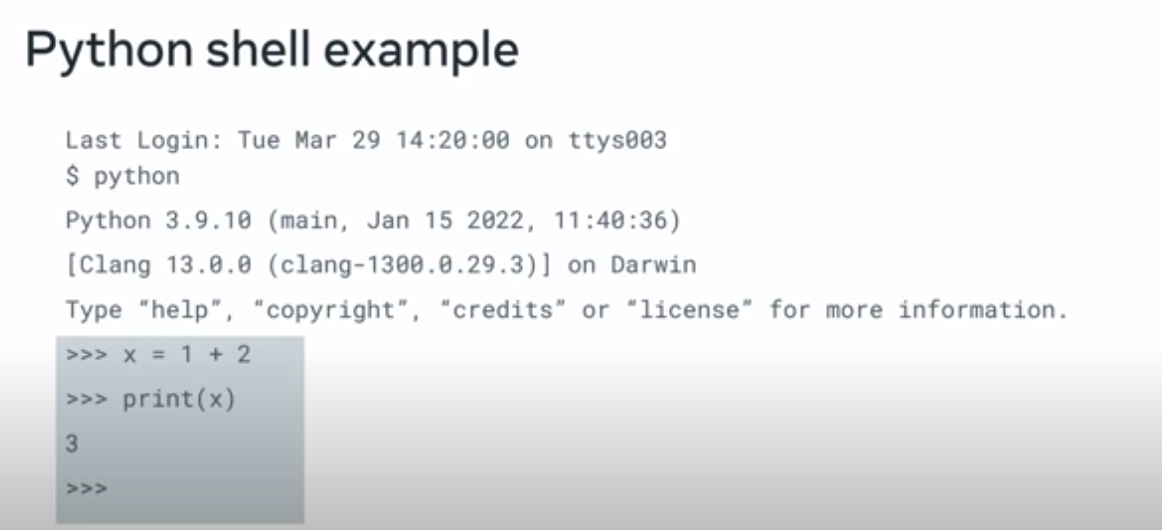 Python shell example
Last Login: Tue Mar 29 14:20:00 on ttys003
$ python
Python 3.9.10 (main, Jan 15 2022, 11:40:36)
[Clang 13.0.0 (clang-1300.0.29.3)] on Darwin
Type “help”, “copyright”, “credits” or “license” for more information.
>>> x = 1 + 2
>>> print(x)
3
>>>